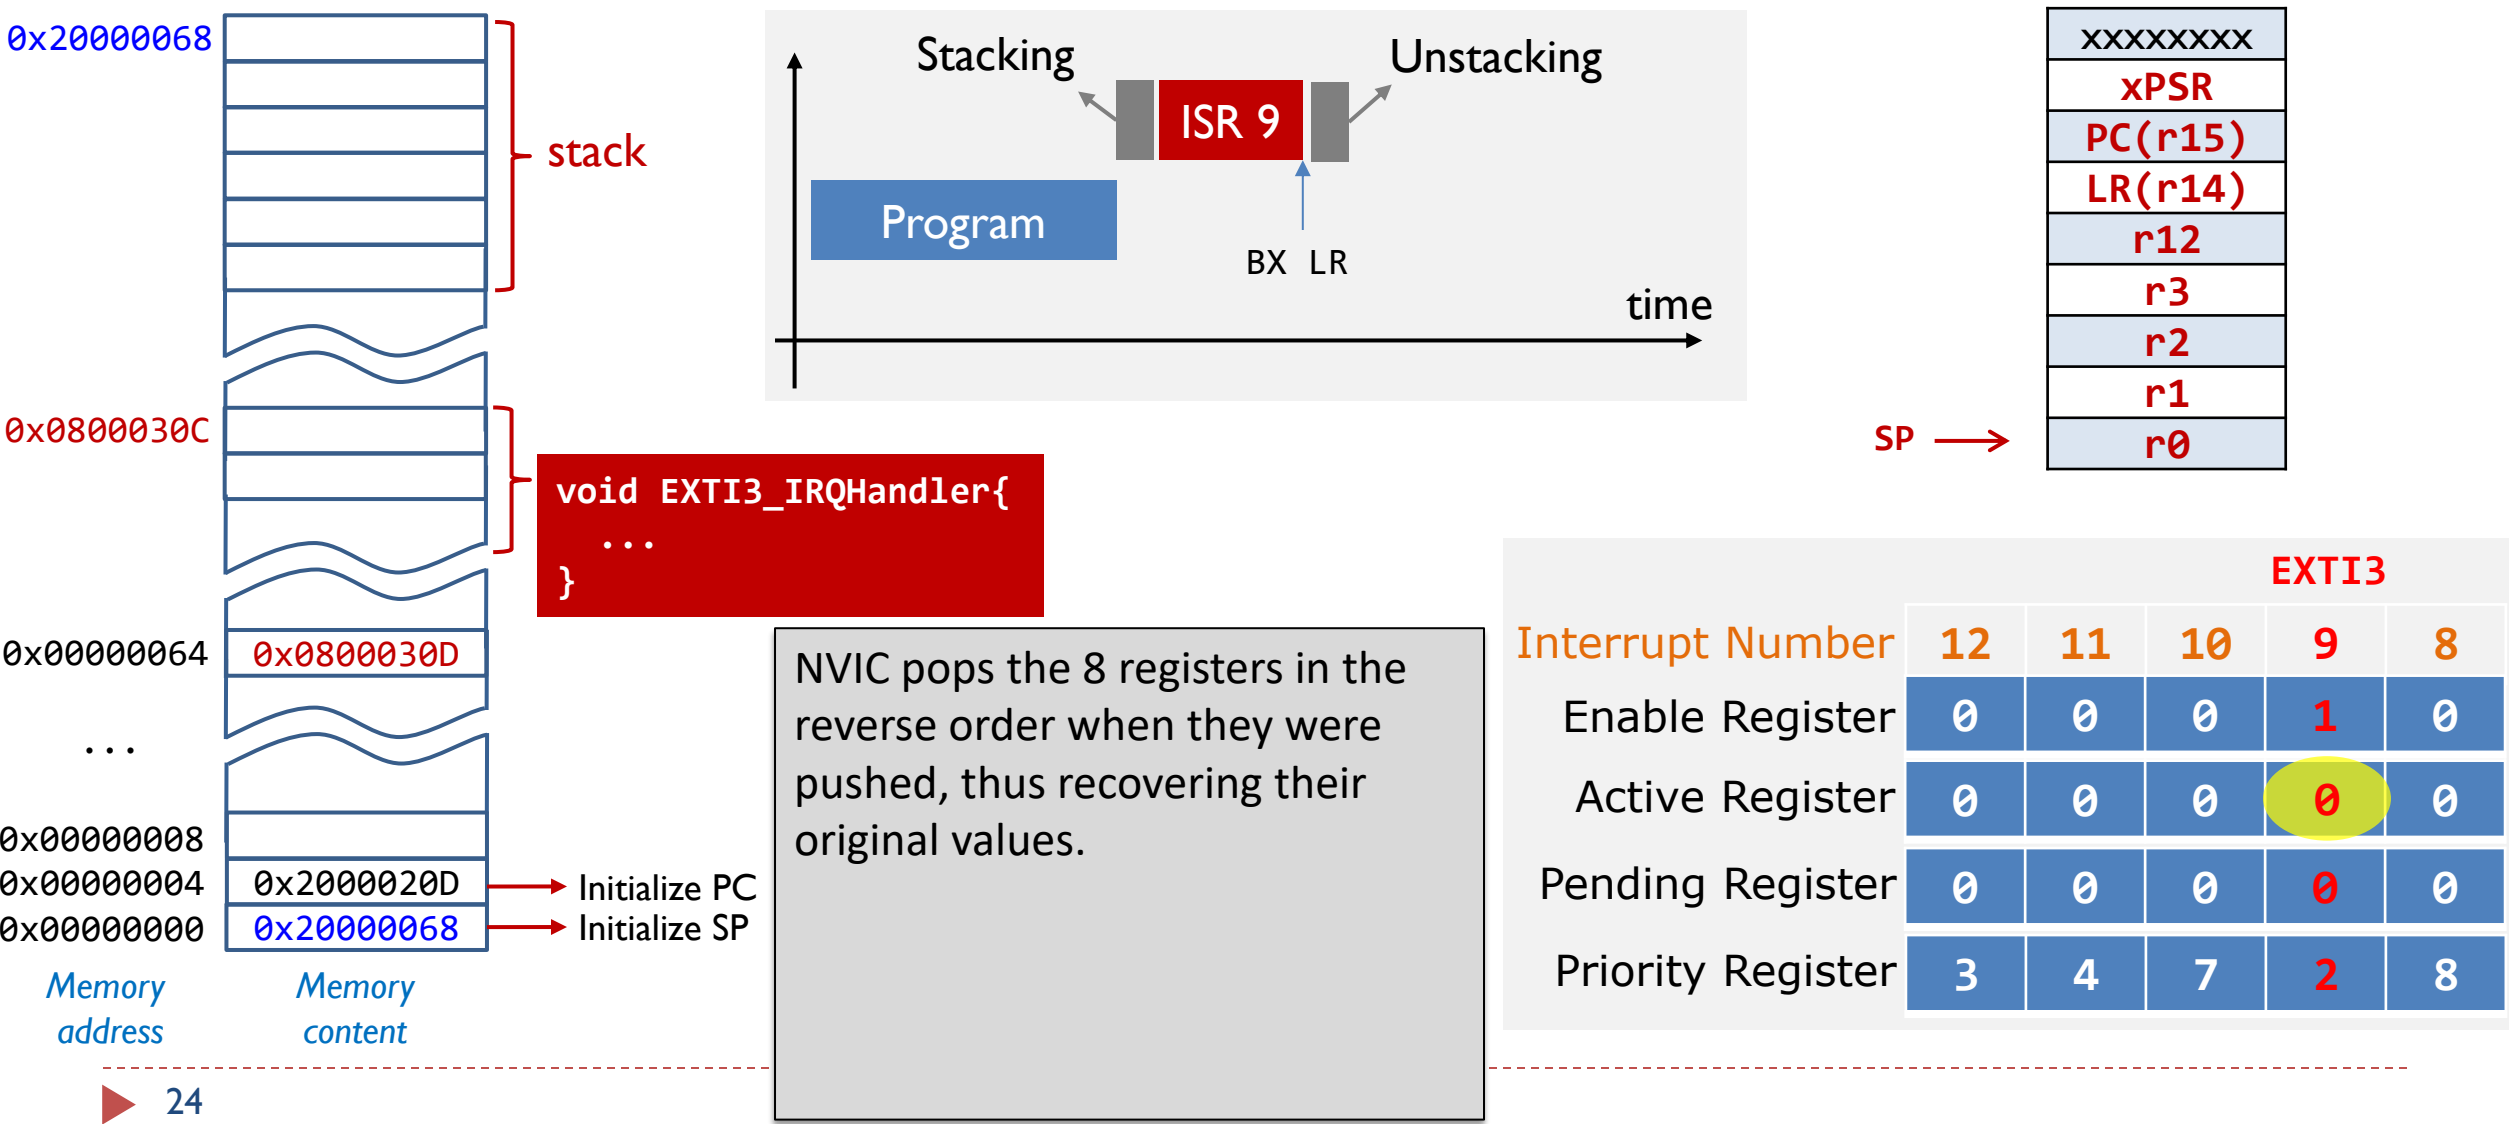 0x20000068
stack
0x0800030C
void EXTI3_IRQHandler{
...
}
0x00000064 0x0800030D
...
0x00000008
0x00000004 0x2000020D Initialize PC
0x00000000 0x20000068 Initialize SP
Memory address
Memory content
24
Stacking
Unstacking
ISR 9
Program
BX LR
time
xxxxxxxx
xPSR
PC(r15)
LR(r14)
r12
r3
r2
r1
SP r0
NVIC pops the 8 registers in the
reverse order when they were
pushed, thus recovering their
original values.
EXTI3
Interrupt Number 12 11 10 9 8
Enable Register 0 0 0 1 0
Active Register 0 0 0 0 0
Pending Register 0 0 0 0 0
Priority Register 3 4 7 2 8